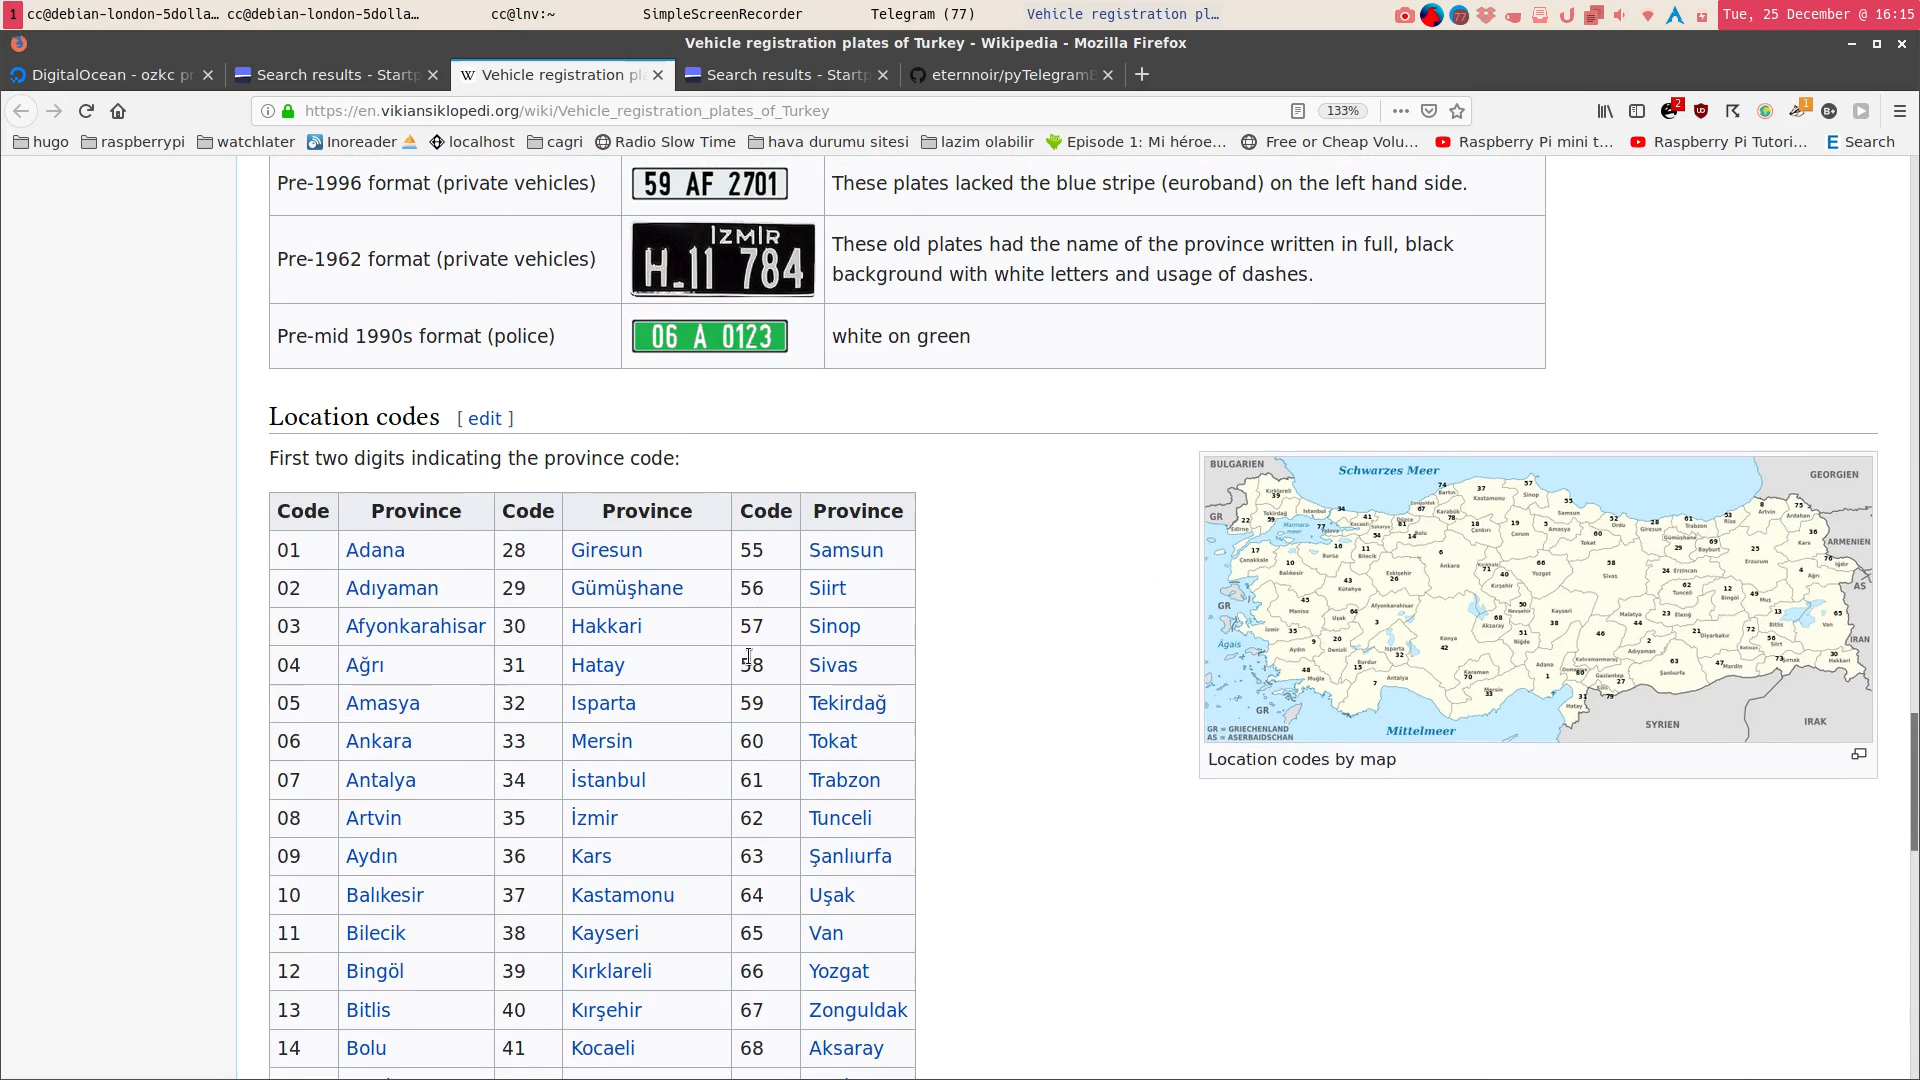 1 cc@debian-london-5dolla… cc@debian-london-5dolla… cc@lnv:~ SimpleScreenRecorder Telegram (77) Vehicle registration pl… Tue, 25 December @ 16:15
Vehicle registration plates of Turkey - Wikipedia - Mozilla Firefox
DigitalOcean - ozkc pr Search results - Startp Vehicle registration pl Search results - Startp eternnoir/pyTelegramB
https://en.vikiansiklopedi.org/wiki/Vehicle_registration_plates_of_Turkey 133%
hugo raspberrypi watchlater Inoreader localhost cagri Radio Slow Time hava durumu sitesi lazim olabilir Episode 1: Mi héroe… Free or Cheap Volu… Raspberry Pi mini t… Raspberry Pi Tutori… Search
Pre-1996 format (private vehicles) 59 AF 2701 These plates lacked the blue stripe (euroband) on the left hand side.
Pre-1962 format (private vehicles) İZMİR H_11 784 These old plates had the name of the province written in full, black
background with white letters and usage of dashes.
Pre-mid 1990s format (police) 06 A 0123 white on green
Location codes [ edit ]
First two digits indicating the province code:
Code Province Code Province Code Province
01 Adana 28 Giresun 55 Samsun
02 Adıyaman 29 Gümüşhane 56 Siirt
03 Afyonkarahisar 30 Hakkari 57 Sinop
04 Ağrı 31 Hatay 58 Sivas
05 Amasya 32 Isparta 59 Tekirdağ
06 Ankara 33 Mersin 60 Tokat
07 Antalya 34 İstanbul 61 Trabzon
08 Artvin 35 İzmir 62 Tunceli
09 Aydın 36 Kars 63 Şanlıurfa
10 Balıkesir 37 Kastamonu 64 Uşak
11 Bilecik 38 Kayseri 65 Van
12 Bingöl 39 Kırklareli 66 Yozgat
13 Bitlis 40 Kırşehir 67 Zonguldak
14 Bolu 41 Kocaeli 68 Aksaray
BULGARIEN Schwarzes Meer GEORGIEN
GR ARMENIEN
AS
GR IRAN
Ägäis
GR SYRIEN IRAK
GR = GRIECHENLAND
AS = ASERBAIDSCHAN Mittelmeer
Location codes by map